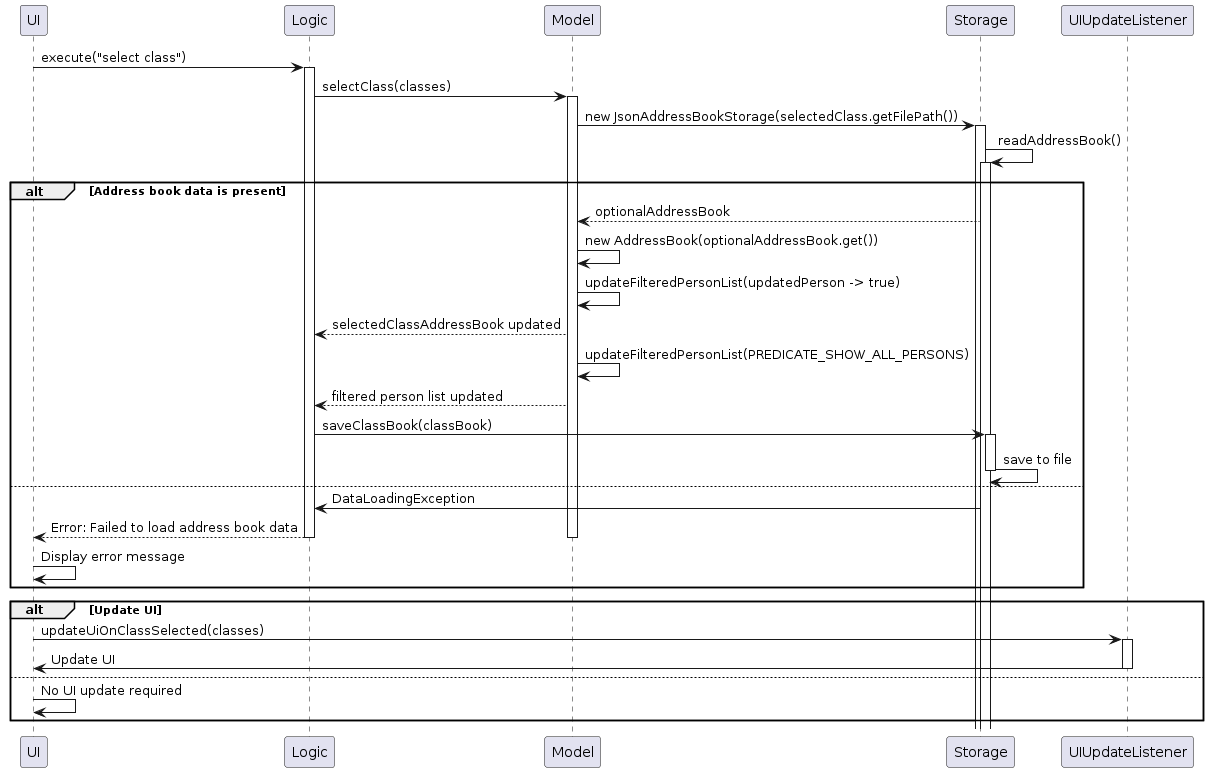 UI
Logic
Model
Storage
UIUpdateListener
execute("select class")
selectClass(classes)
new JsonAddressBookStorage(selectedClass.getFilePath())
readAddressBook()
alt [Address book data is present]
optionalAddressBook
new AddressBook(optionalAddressBook.get())
updateFilteredPersonList(updatedPerson -> true)
selectedClassAddressBook updated
updateFilteredPersonList(PREDICATE_SHOW_ALL_PERSONS)
filtered person list updated
saveClassBook(classBook)
save to file
DataLoadingException
Error: Failed to load address book data
Display error message
alt [Update UI]
updateUiOnClassSelected(classes)
Update UI
No UI update required
UI
Logic
Model
Storage
UIUpdateListener